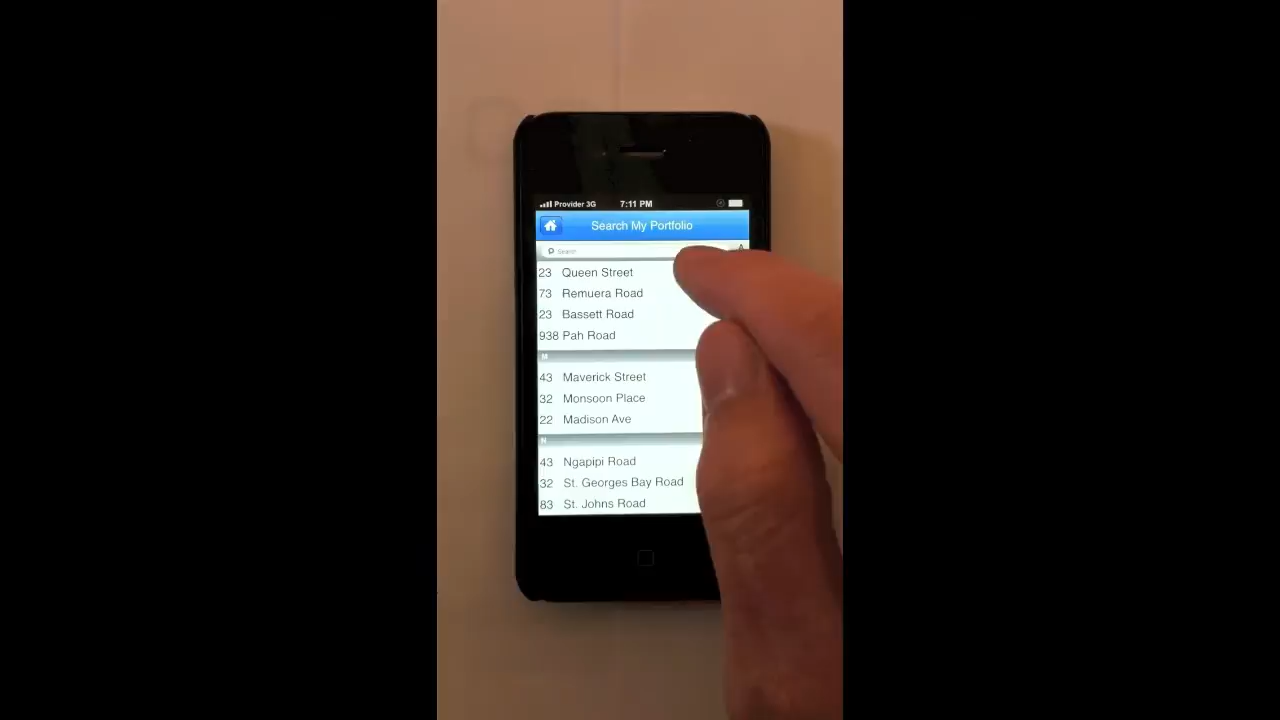 Provider 3G 7:11 PM
Search My Portfolio
Search
23 Queen Street
73 Remuera Road
23 Bassett Road
938 Pah Road
M
43 Maverick Street
32 Monsoon Place
22 Madison Ave
N
43 Ngapipi Road
32 St. Georges Bay Road
83 St. Johns Road